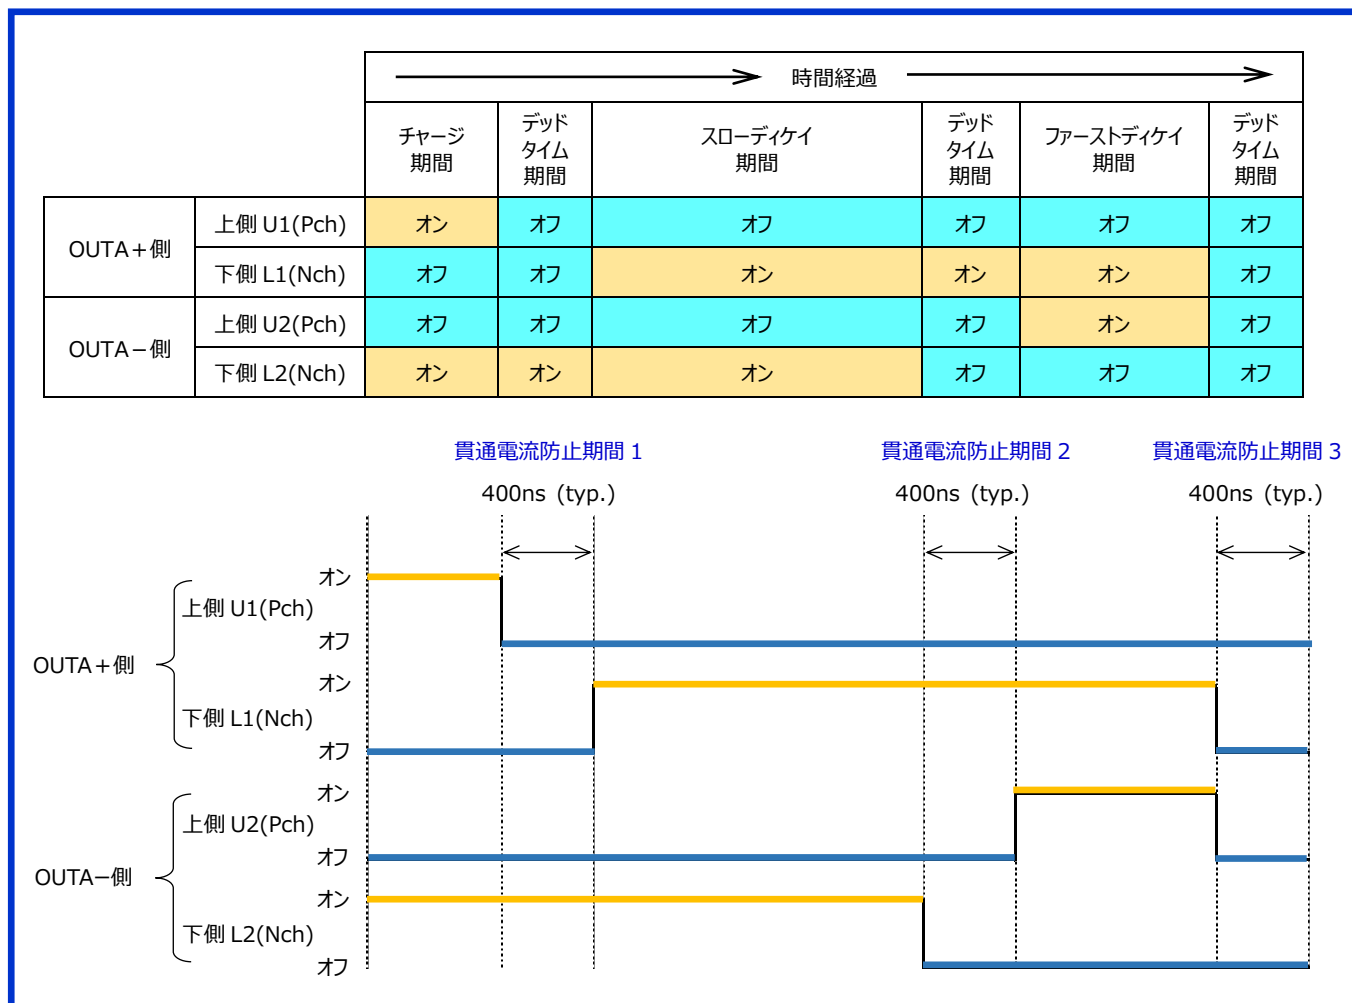 時間経過
チャージ
期間
デッド
タイム
期間
スローディケイ
期間
デッド
タイム
期間
ファーストディケイ
期間
デッド
タイム
期間
OUTA+側
上側 U1(Pch) オン オフ オフ オフ オフ オフ
下側 L1(Nch) オフ オフ オン オン オン オフ
OUTA-側
上側 U2(Pch) オフ オフ オフ オフ オン オフ
下側 L2(Nch) オン オン オン オフ オフ オフ
貫通電流防止期間 1 貫通電流防止期間 2 貫通電流防止期間 3
400ns (typ.) 400ns (typ.) 400ns (typ.)
OUTA+側
オン
上側 U1(Pch)
オフ
オン
下側 L1(Nch)
オフ
OUTA-側
オン
上側 U2(Pch)
オフ
オン
下側 L2(Nch)
オフ